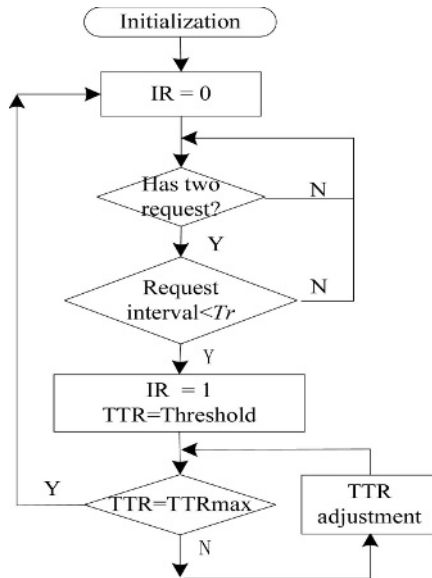 Initialization
IR = 0
Has two
request?
N
Y
Request
interval<Tr
N
Y
IR = 1
TTR=Threshold
Y
TTR=TTRmax
TTR
adjustment
N